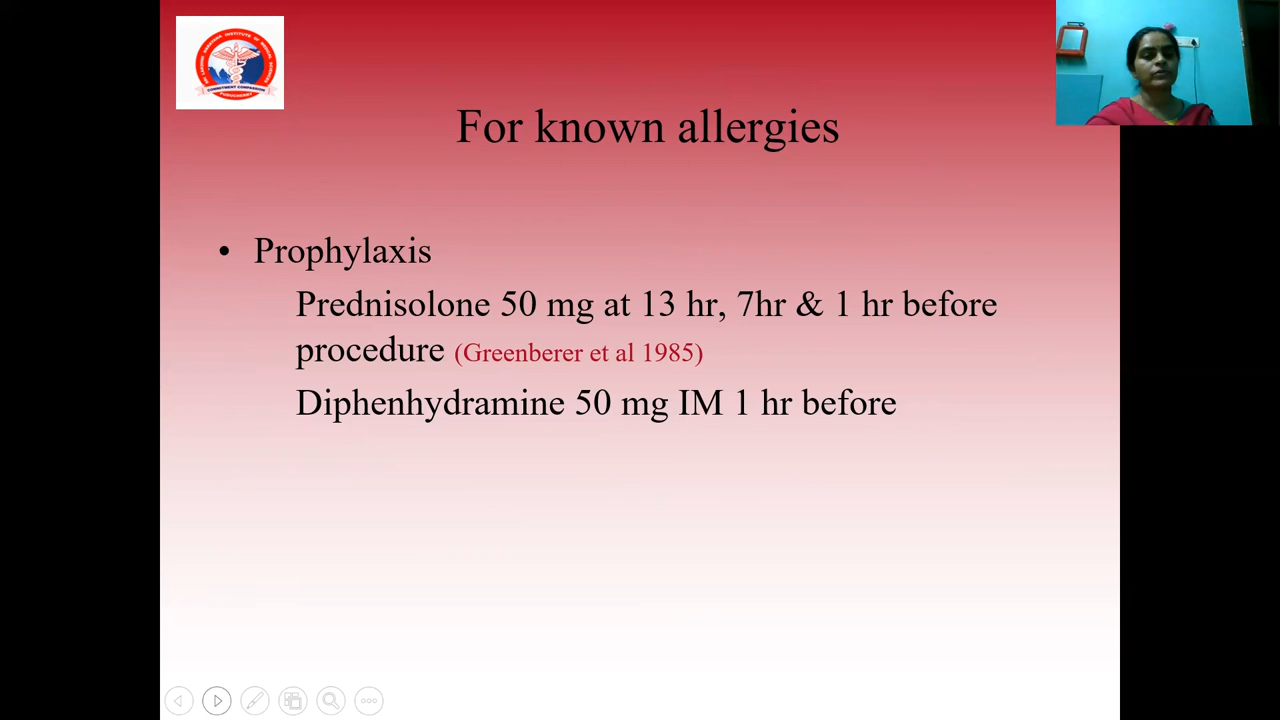 For known allergies
• Prophylaxis
Prednisolone 50 mg at 13 hr, 7hr & 1 hr before
procedure (Greenberer et al 1985)
Diphenhydramine 50 mg IM 1 hr before